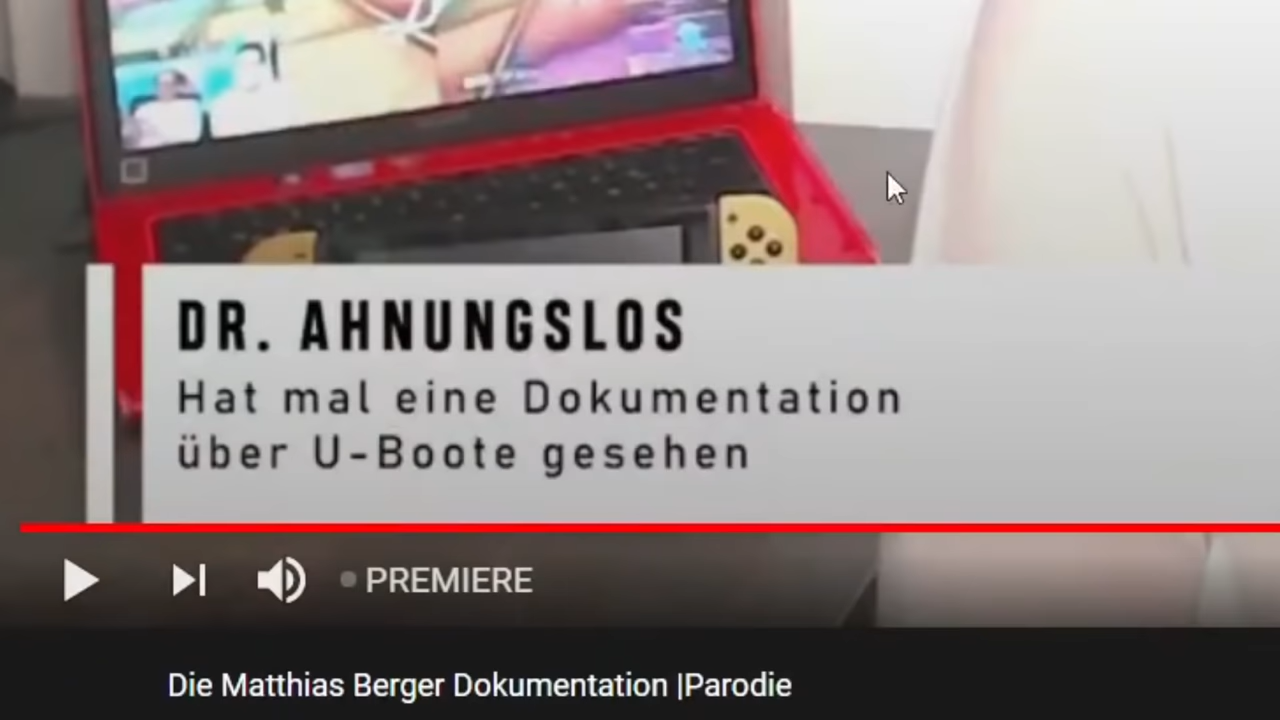 DR. AHNUNGSLOS
Hat mal eine Dokumentation
über U-Boote gesehen
PREMIERE
Die Matthias Berger Dokumentation |Parodie